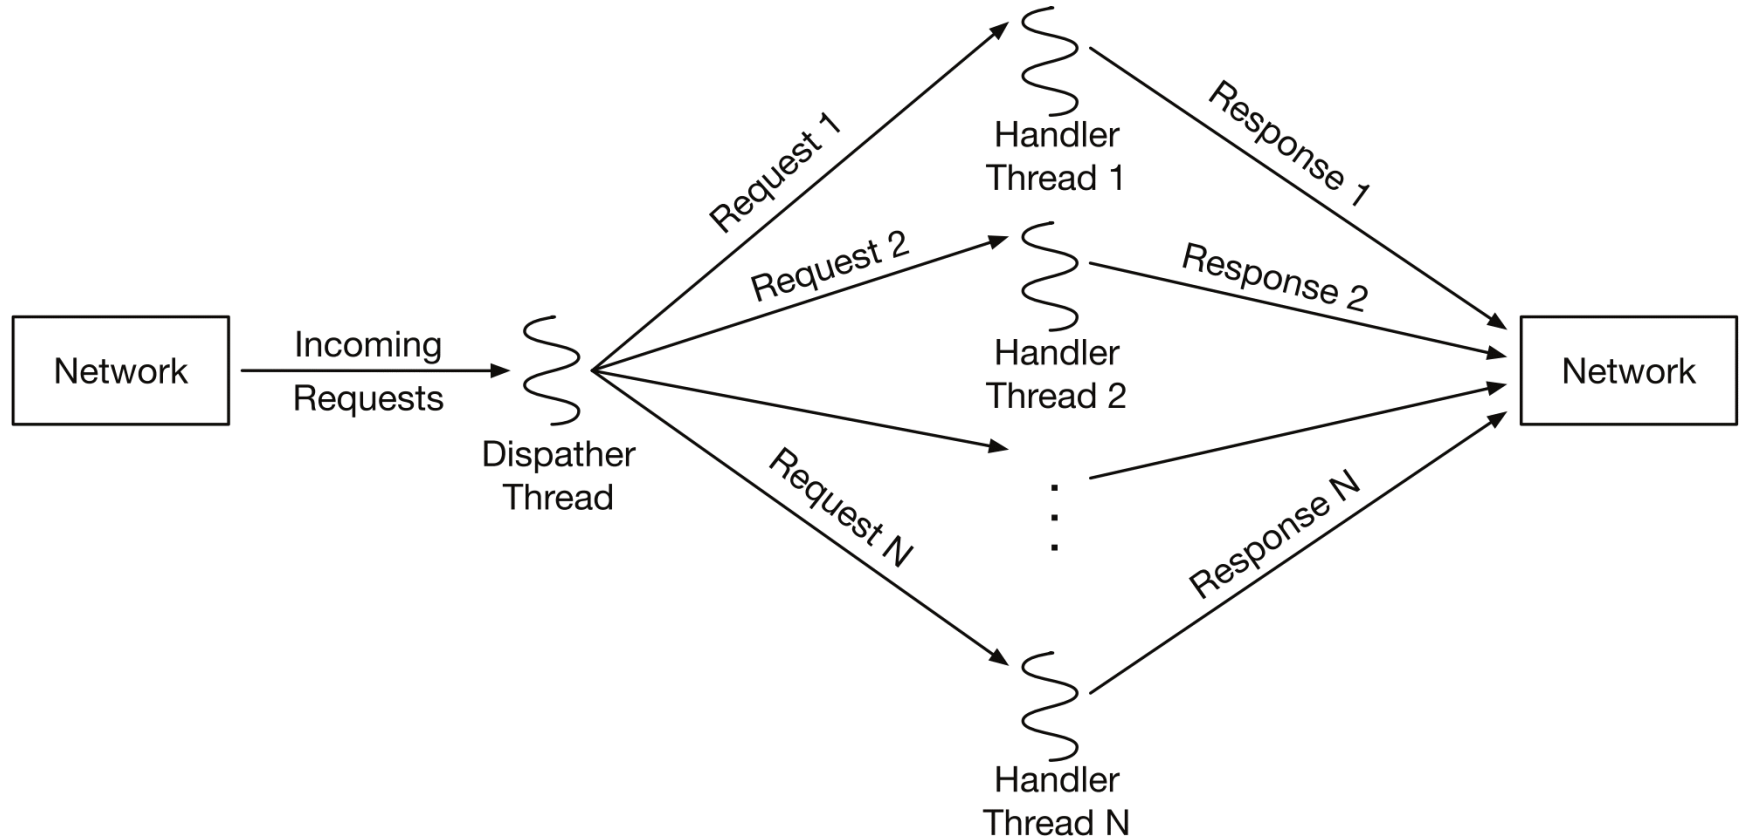 Network
Incoming
Requests
Dispather
Thread
Request 1
Request 2
Request N
Handler
Thread 1
Handler
Thread 2
Handler
Thread N
Response 1
Response 2
Response N
Network